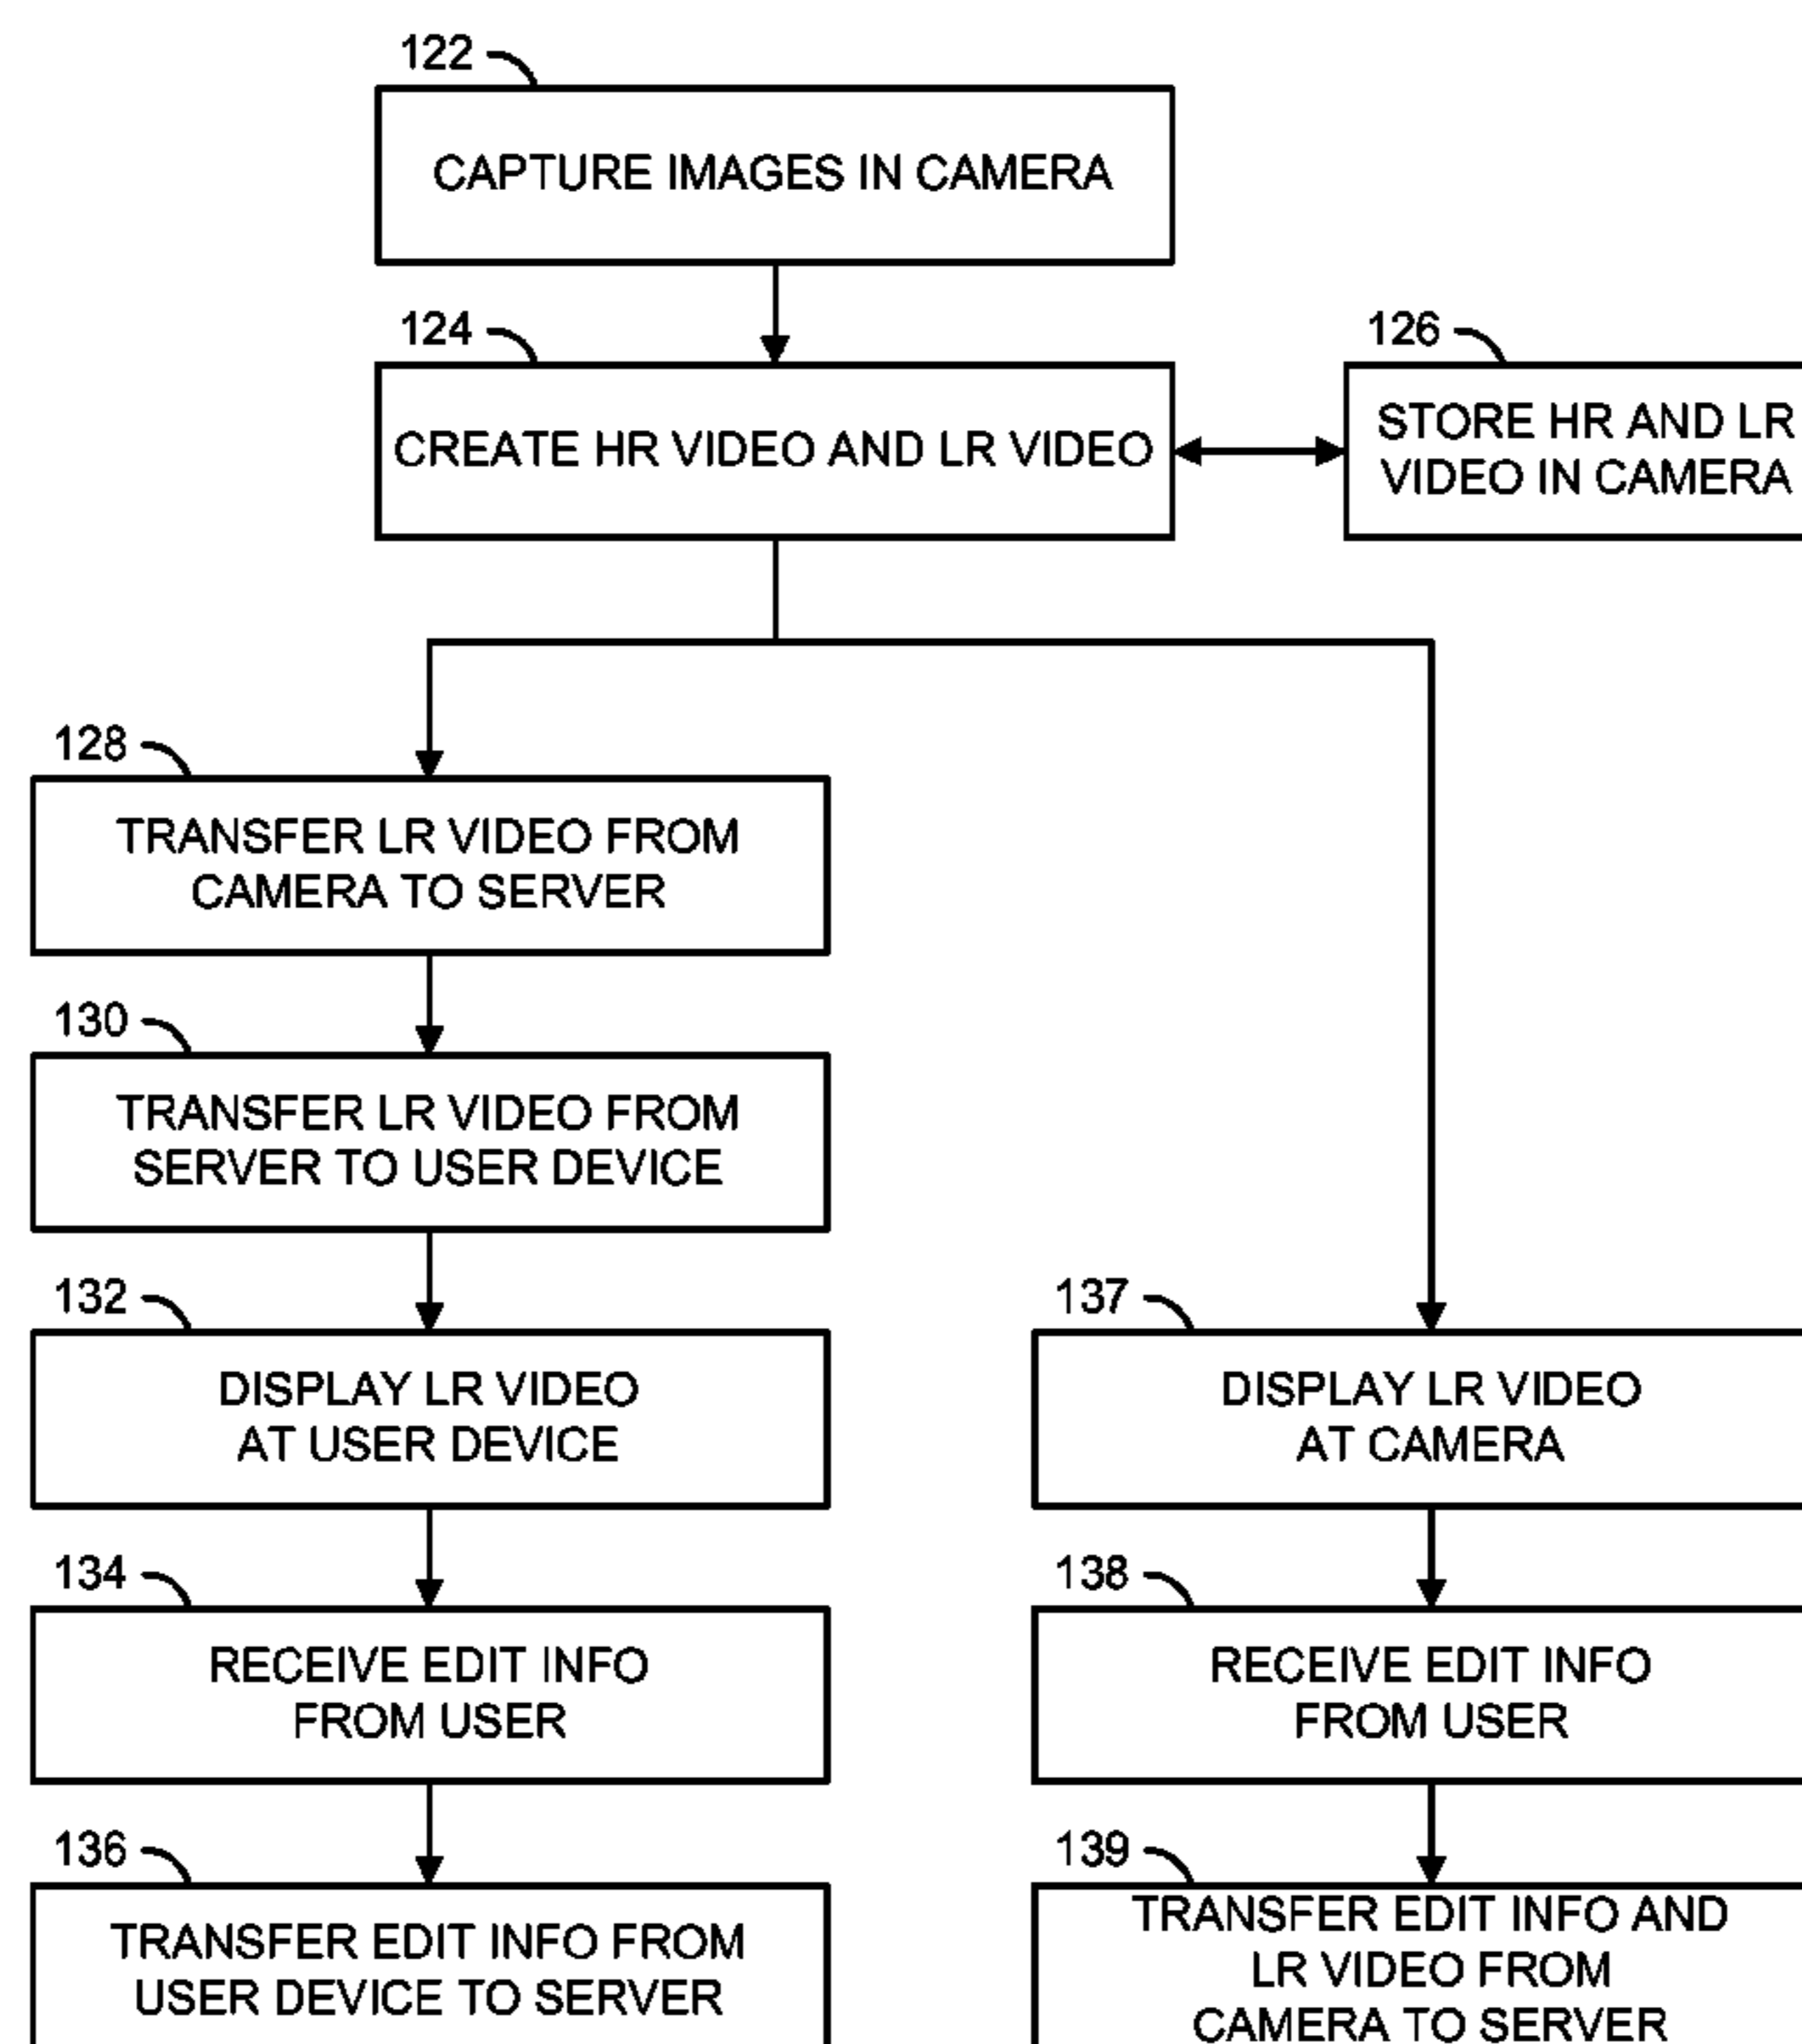 122
CAPTURE IMAGES IN CAMERA
124
CREATE HR VIDEO AND LR VIDEO
126
STORE HR AND LR
VIDEO IN CAMERA
128
TRANSFER LR VIDEO FROM
CAMERA TO SERVER
130
TRANSFER LR VIDEO FROM
SERVER TO USER DEVICE
132
DISPLAY LR VIDEO
AT USER DEVICE
134
RECEIVE EDIT INFO
FROM USER
136
TRANSFER EDIT INFO FROM
USER DEVICE TO SERVER
137
DISPLAY LR VIDEO
AT CAMERA
138
RECEIVE EDIT INFO
FROM USER
139
TRANSFER EDIT INFO AND
LR VIDEO FROM
CAMERA TO SERVER